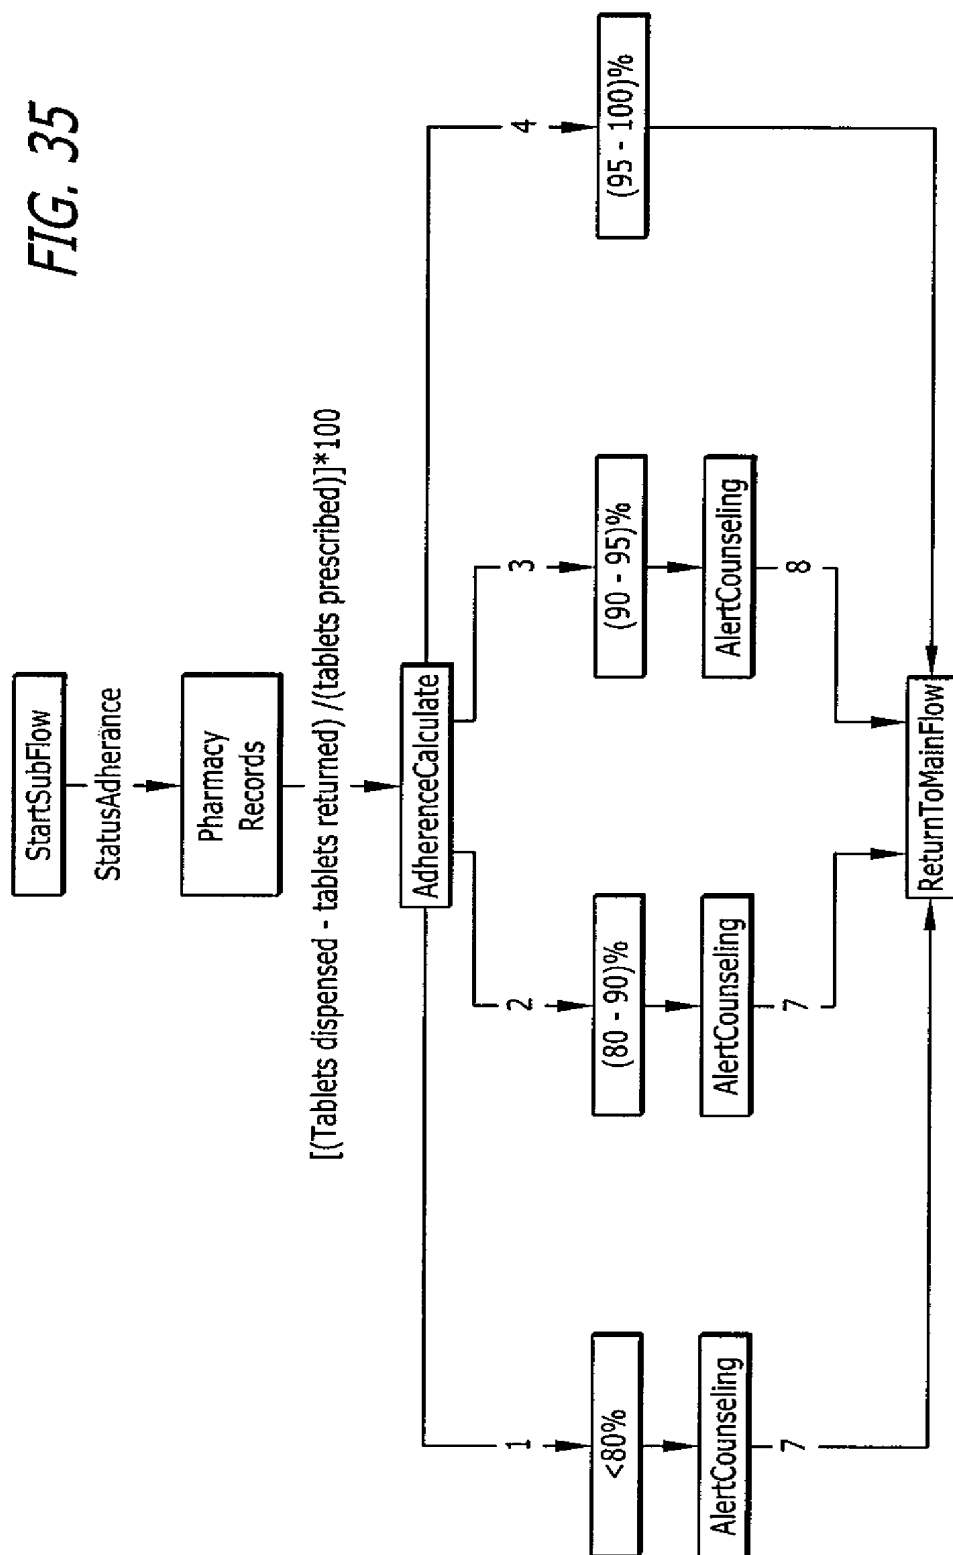 FIG. 35
StartSubFlow
StatusAdherance
Pharmacy
Records
[(Tablets dispensed - tablets returned) /(tablets prescribed)]*100
AdherenceCalculate
1
2
3
4
<80%
(80 - 90)%
(90 - 95)%
(95 - 100)%
AlertCounseling
AlertCounseling
AlertCounseling
7
7
8
ReturnToMainFlow